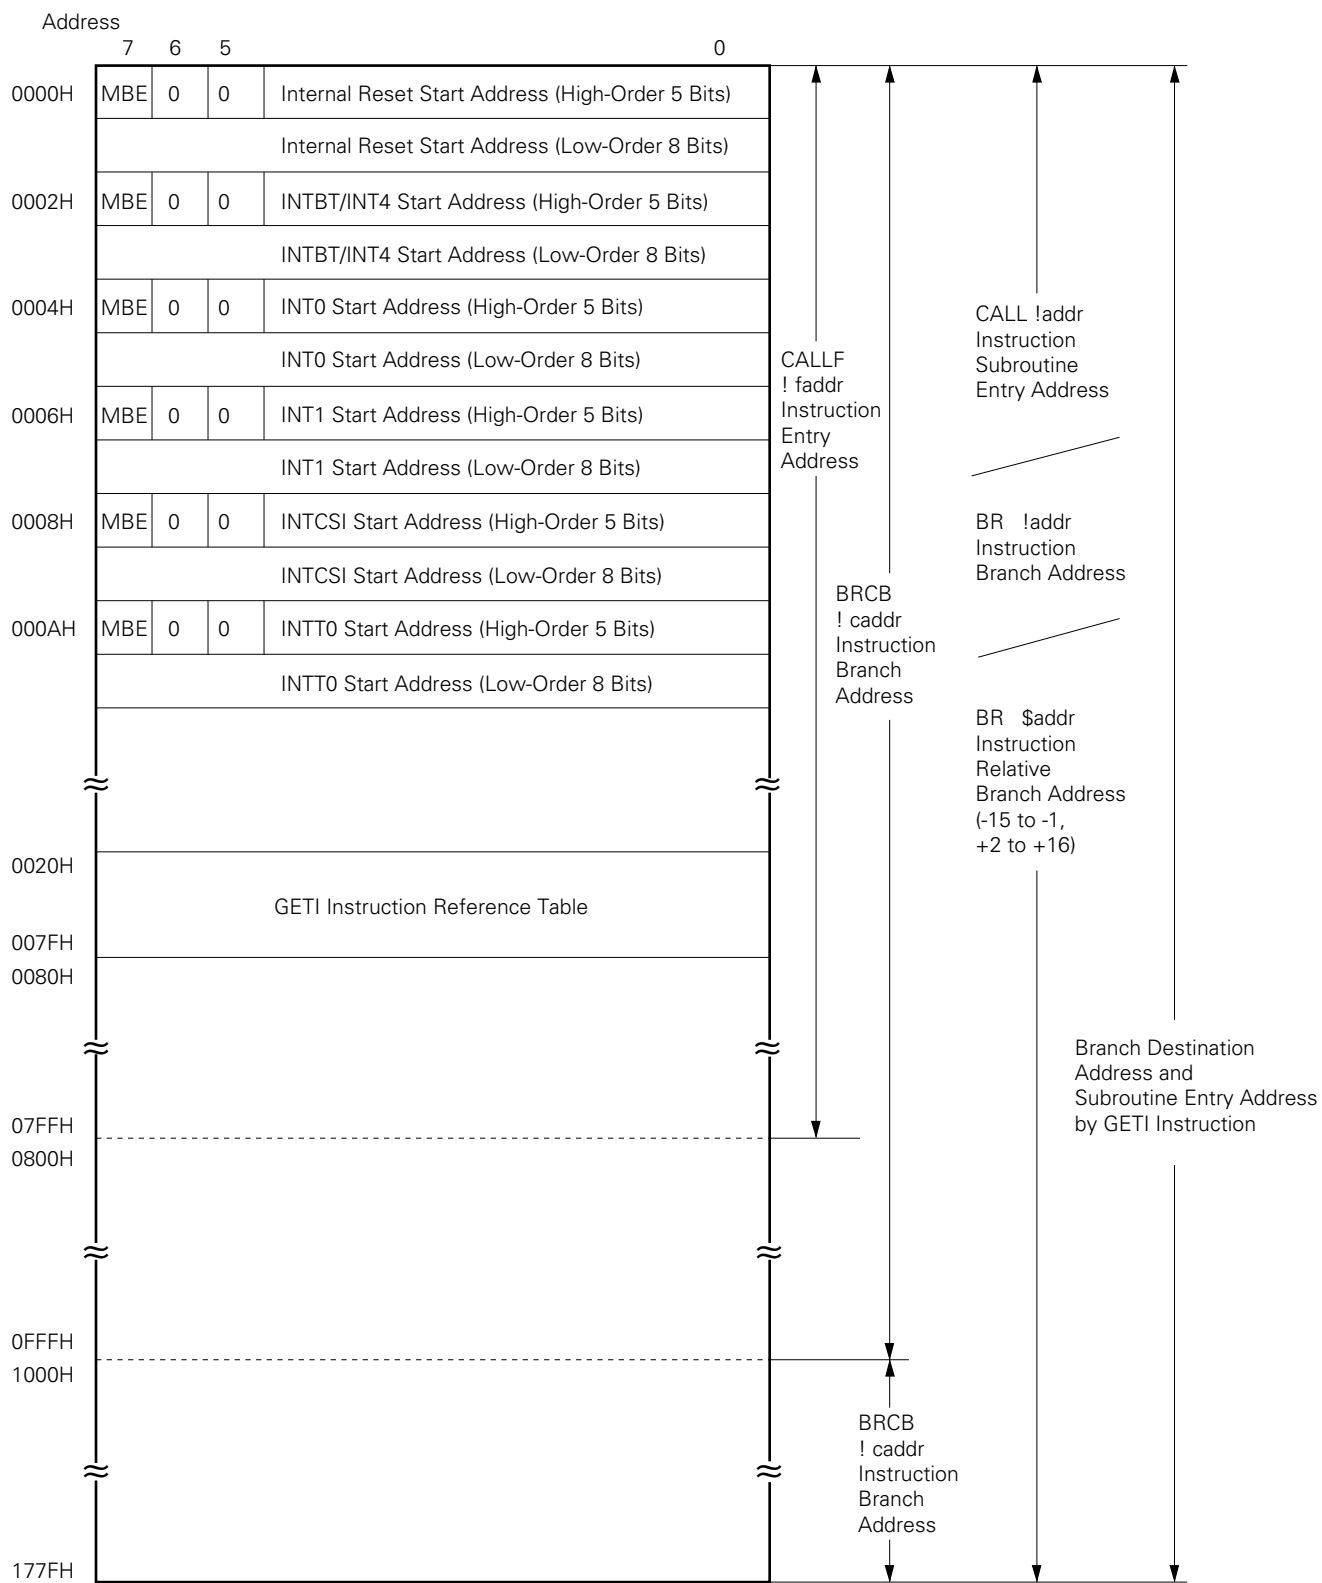 Address
7 6 5 0
0000H MBE 0 0 Internal Reset Start Address (High-Order 5 Bits)
Internal Reset Start Address (Low-Order 8 Bits)
0002H MBE 0 0 INTBT/INT4 Start Address (High-Order 5 Bits)
INTBT/INT4 Start Address (Low-Order 8 Bits)
0004H MBE 0 0 INT0 Start Address (High-Order 5 Bits)
INT0 Start Address (Low-Order 8 Bits)
0006H MBE 0 0 INT1 Start Address (High-Order 5 Bits)
INT1 Start Address (Low-Order 8 Bits)
0008H MBE 0 0 INTCSI Start Address (High-Order 5 Bits)
INTCSI Start Address (Low-Order 8 Bits)
000AH MBE 0 0 INTT0 Start Address (High-Order 5 Bits)
INTT0 Start Address (Low-Order 8 Bits)
0020H
GETI Instruction Reference Table
007FH
0080H
07FFH
0800H
0FFFH
1000H
177FH
CALLF
! faddr
Instruction
Entry
Address
BRCB
! caddr
Instruction
Branch
Address
BRCB
! caddr
Instruction
Branch
Address
CALL !addr
Instruction
Subroutine
Entry Address
BR !addr
Instruction
Branch Address
BR $addr
Instruction
Relative
Branch Address
(-15 to -1,
+2 to +16)
Branch Destination
Address and
Subroutine Entry Address
by GETI Instruction